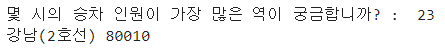 몇 시의 승차 인원이 가장 많은 역이 궁금합니까? : 23
강남(2호선) 80010